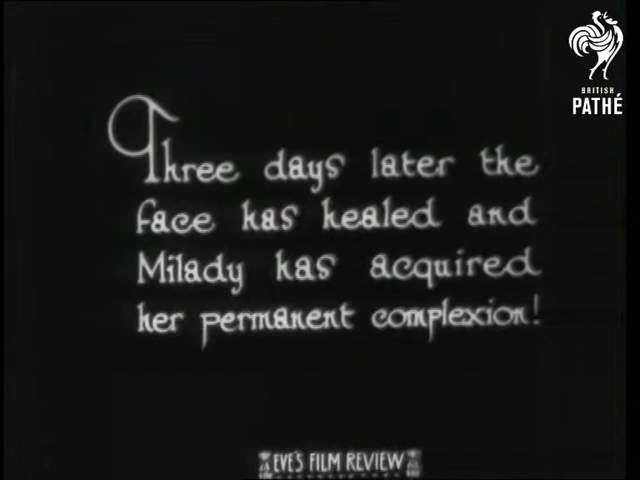 BRITISH
PATHÉ
Three days later the
face has healed and
Milady has acquired
her permanent complexion!
EVE'S FILM REVIEW